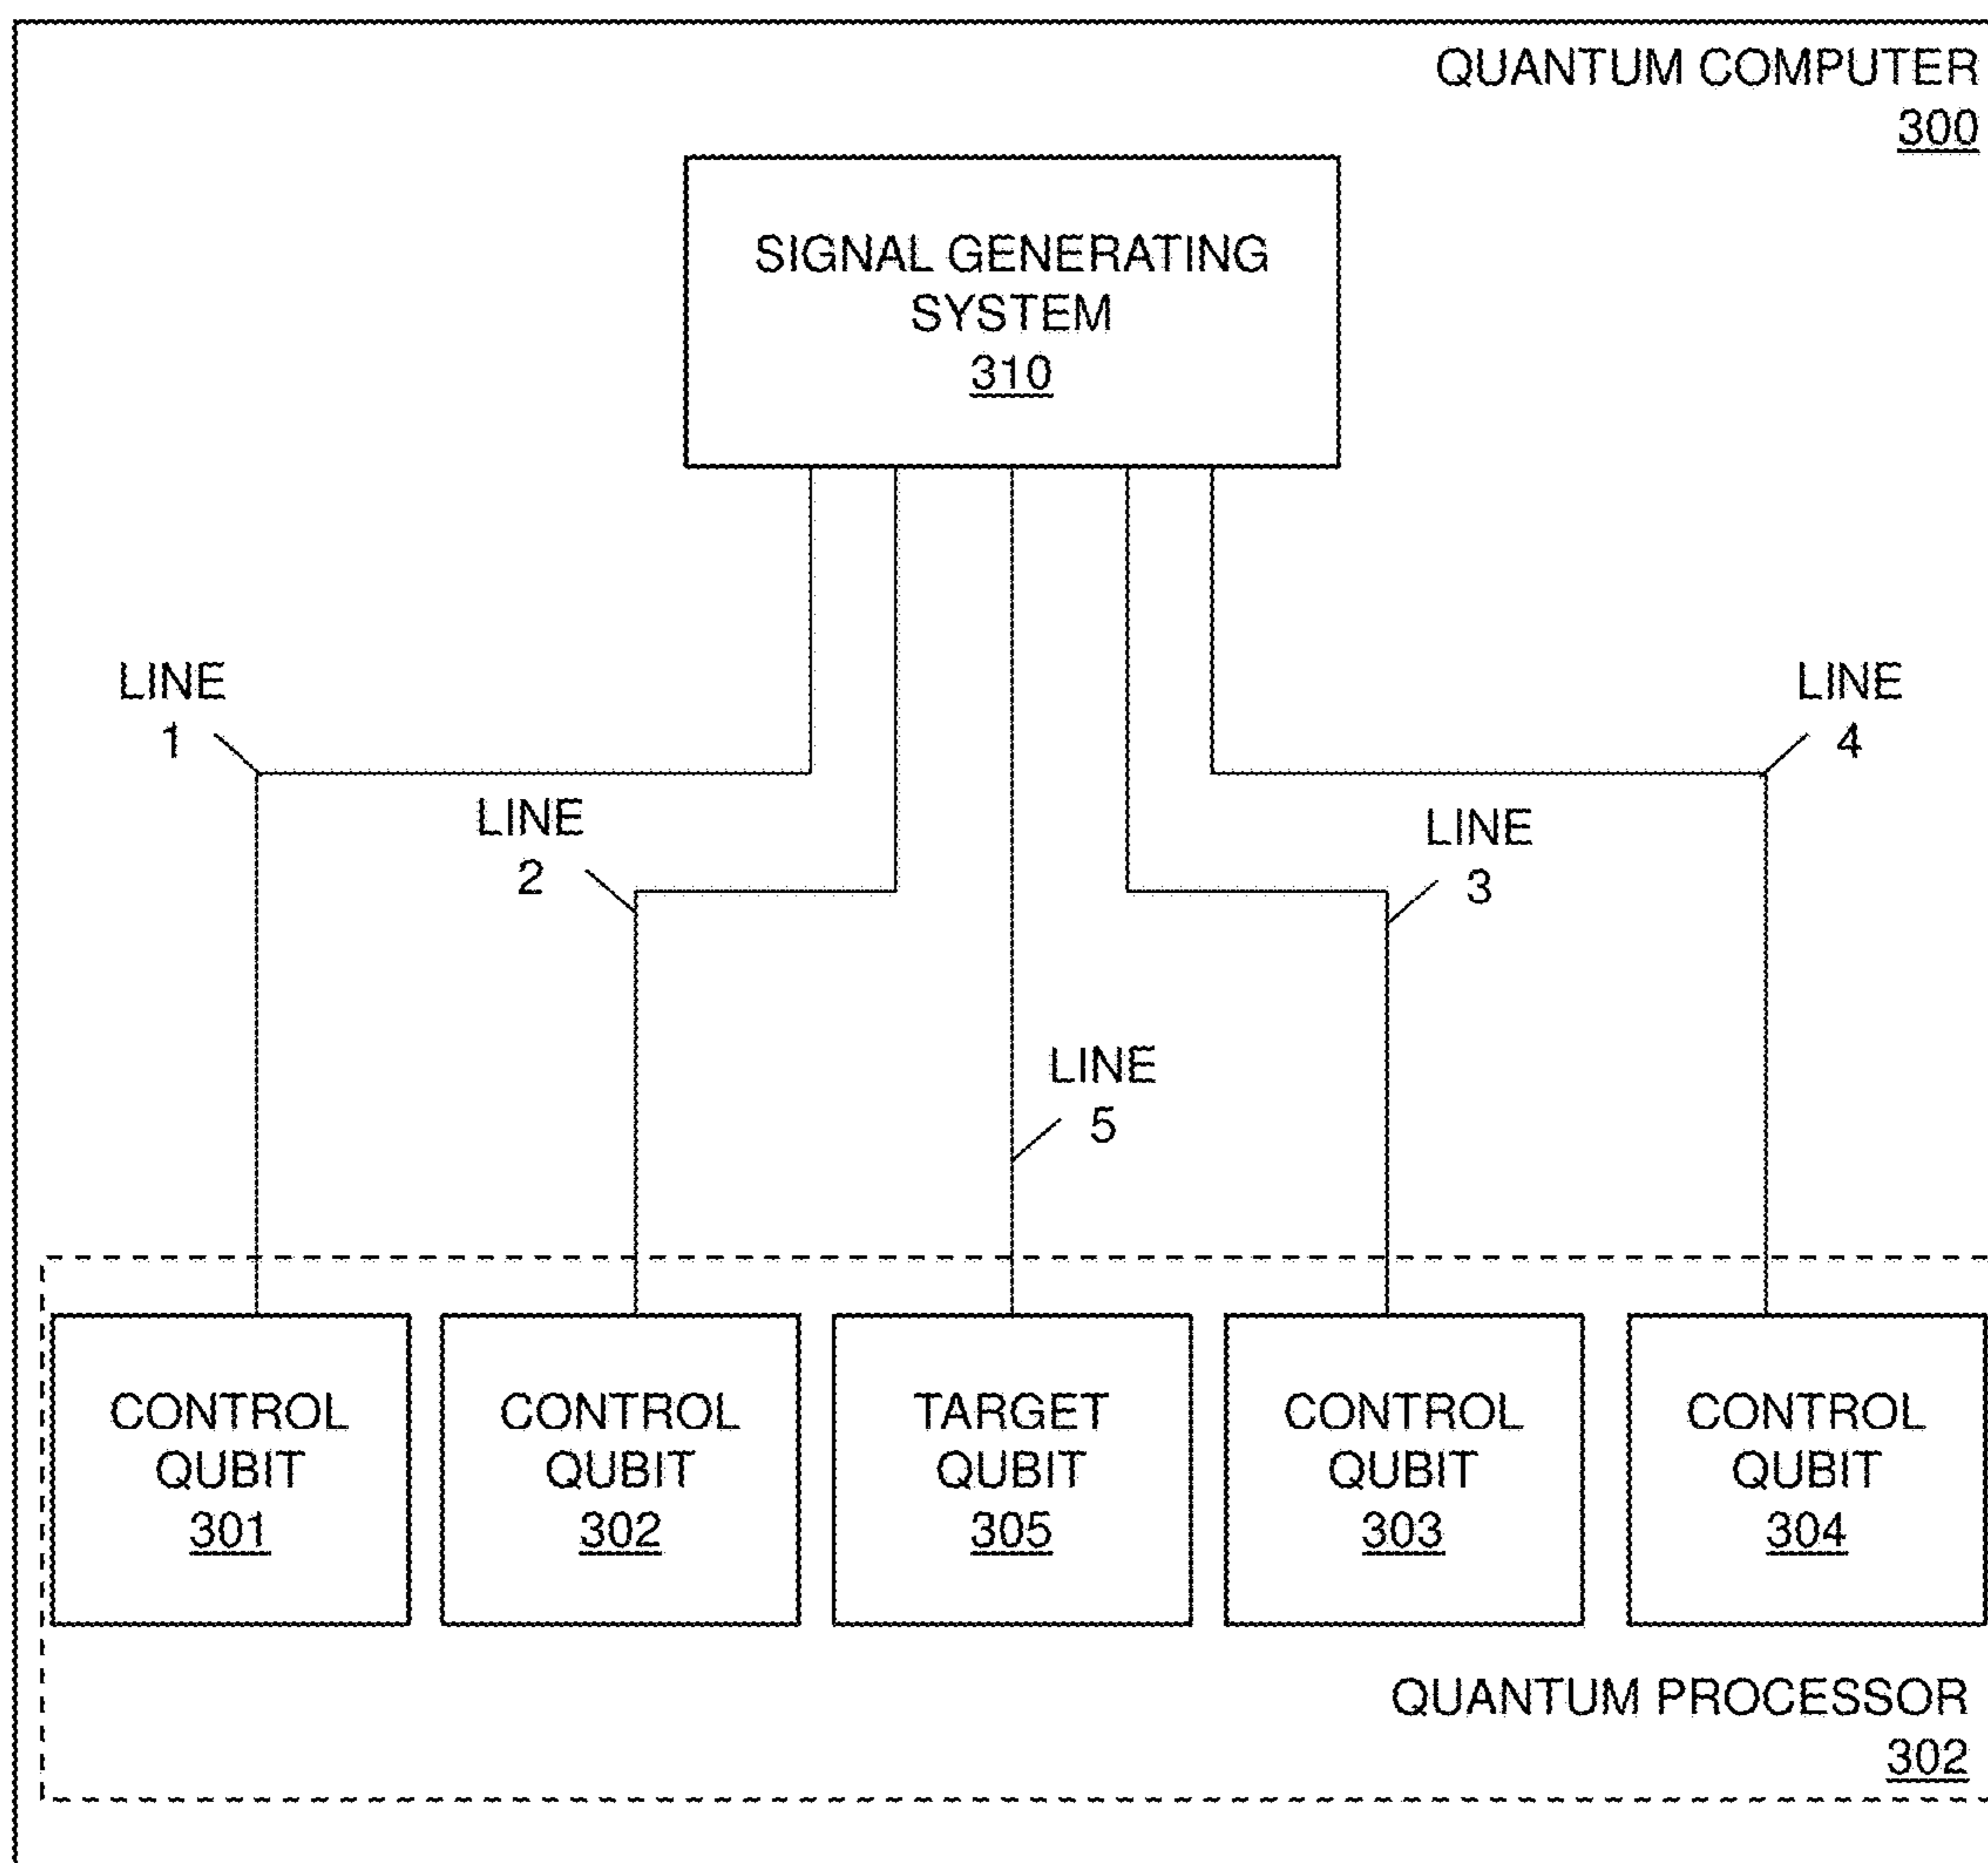 QUANTUM COMPUTER
300
SIGNAL GENERATING
SYSTEM
310
LINE
1
LINE
4
LINE
2
LINE
3
LINE
5
CONTROL
QUBIT
301
CONTROL
QUBIT
302
TARGET
QUBIT
305
CONTROL
QUBIT
303
CONTROL
QUBIT
304
QUANTUM PROCESSOR
302